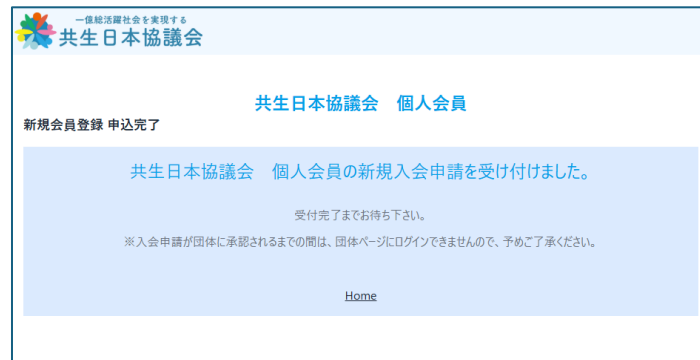 一億総活躍社会を実現する
共生日本協議会
共生日本協議会　個人会員
新規会員登録 申込完了
共生日本協議会　個人会員の新規入会申請を受け付けました。
受付完了までお待ち下さい。
※入会申請が団体に承認されるまでの間は、団体ページにログインできませんので、予めご了承ください。
Home